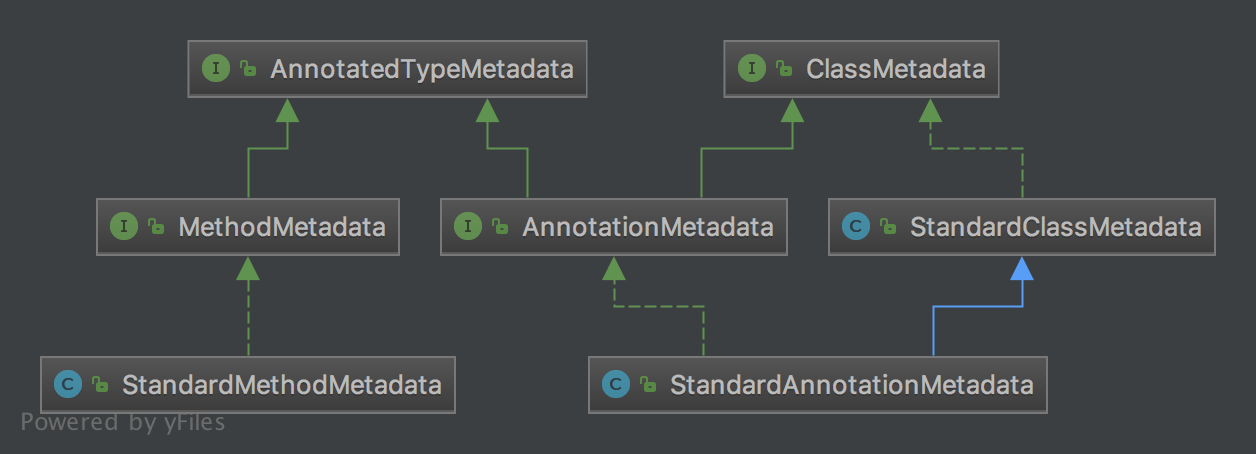 I AnnotatedTypeMetadata
I ClassMetadata
I MethodMetadata
I AnnotationMetadata
C StandardClassMetadata
C StandardMethodMetadata
C StandardAnnotationMetadata
Powered by yFiles